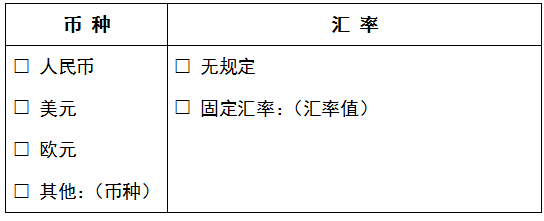 币 种 汇 率
□ 人民币 □ 无规定
□ 美元 □ 固定汇率:（汇率值）
□ 欧元
□ 其他:（币种）